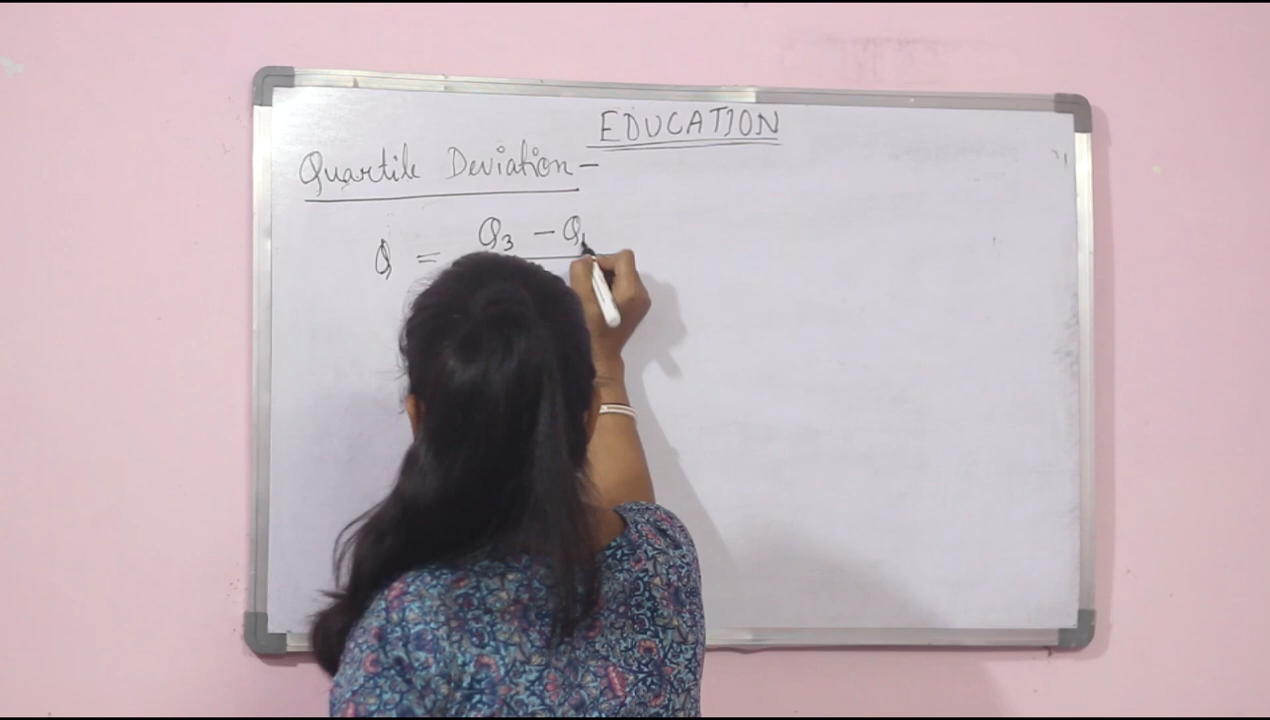 EDUCATION
Quartile Deviation -
Q = Q₃ - Q₁